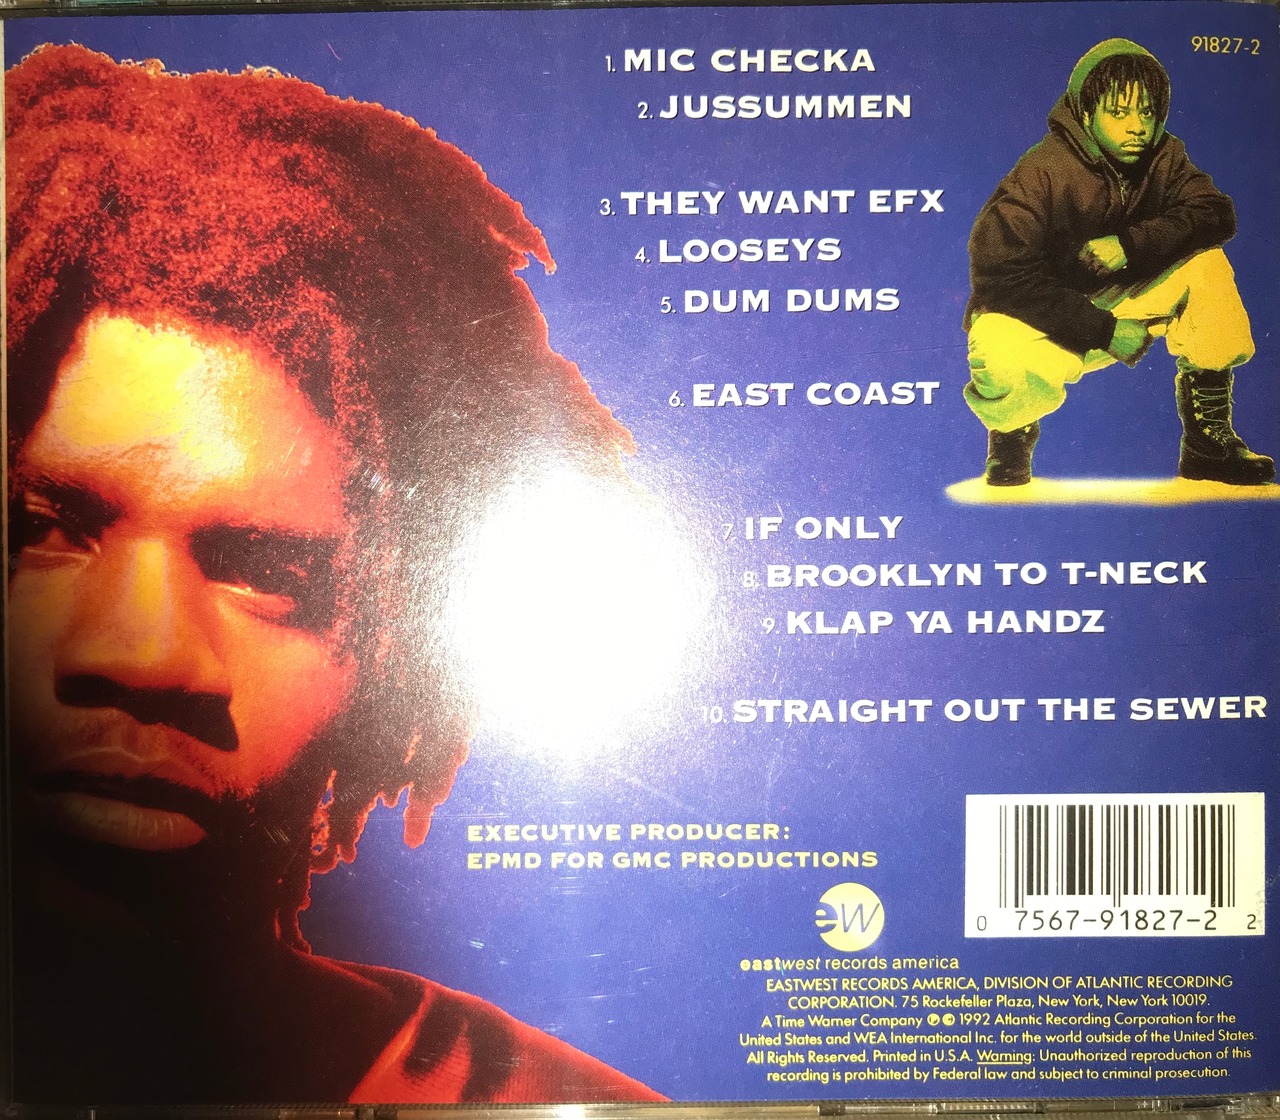 91827-2
1. MIC CHECKA
2. JUSSUMMEN
3. THEY WANT EFX
4. LOOSEYS
5. DUM DUMS
6. EAST COAST
7 IF ONLY
8. BROOKLYN TO T-NECK
9. KLAP YA HANDZ
10. STRAIGHT OUT THE SEWER
EXECUTIVE PRODUCER:
EPMD FOR GMC PRODUCTIONS
0 7567-91827-2 2
ew
eastwest records america
EASTWEST RECORDS AMERICA, DIVISION OF ATLANTIC RECORDING
CORPORATION. 75 Rockefeller Plaza, New York, New York 10019.
A Time Warner Company ℗ © 1992 Atlantic Recording Corporation for the
United States and WEA International Inc. for the world outside of the United States.
All Rights Reserved. Printed in U.S.A. Warning: Unauthorized reproduction of this
recording is prohibited by Federal law and subject to criminal prosecution.